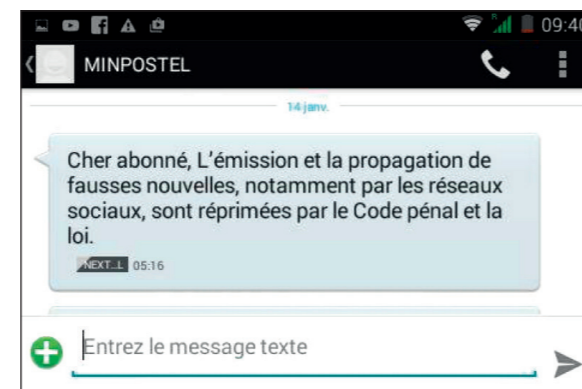 09:40
MINPOSTEL
14 janv.
Cher abonné, L'émission et la propagation de
fausses nouvelles, notamment par les réseaux
sociaux, sont réprimées par le Code pénal et la
loi.
NEXT...L 05:16
Entrez le message texte